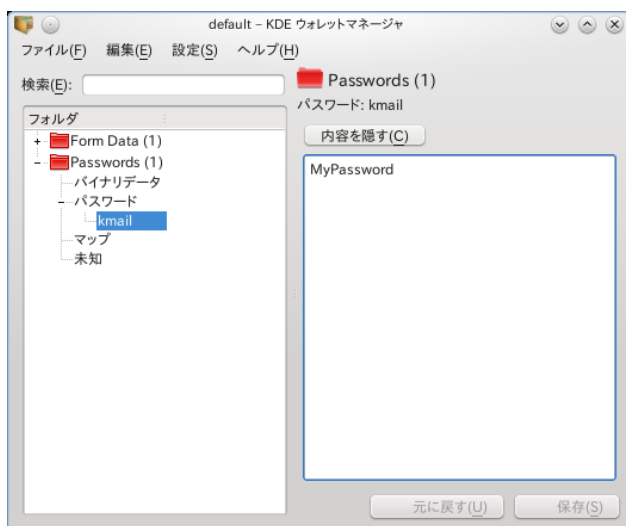 default – KDE ウォレットマネージャ
ファイル(F) 編集(E) 設定(S) ヘルプ(H)
検索(E):
フォルダ
Form Data (1)
Passwords (1)
バイナリデータ
パスワード
kmail
マップ
未知
Passwords (1)
パスワード: kmail
内容を隠す(C)
MyPassword
元に戻す(U) 保存(S)